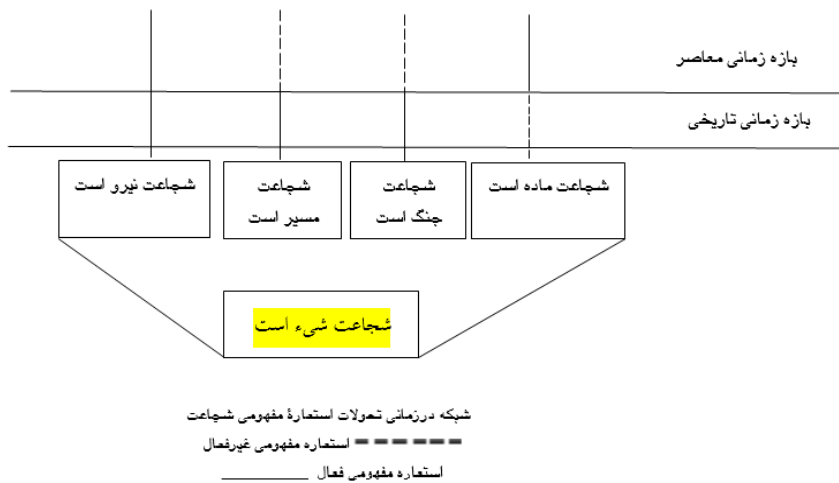 بازه زمانی معاصر
بازه زمانی تاریخی
شجاعت ماده است
شجاعت
جنگ است
شجاعت
مسیر است
شجاعت نیرو است
شجاعت شیء است
شبکه درزمانی تحولات استعارۀ مفهومی شجاعت
استعاره مفهومی غیرفعال
استعاره مفهومی فعال